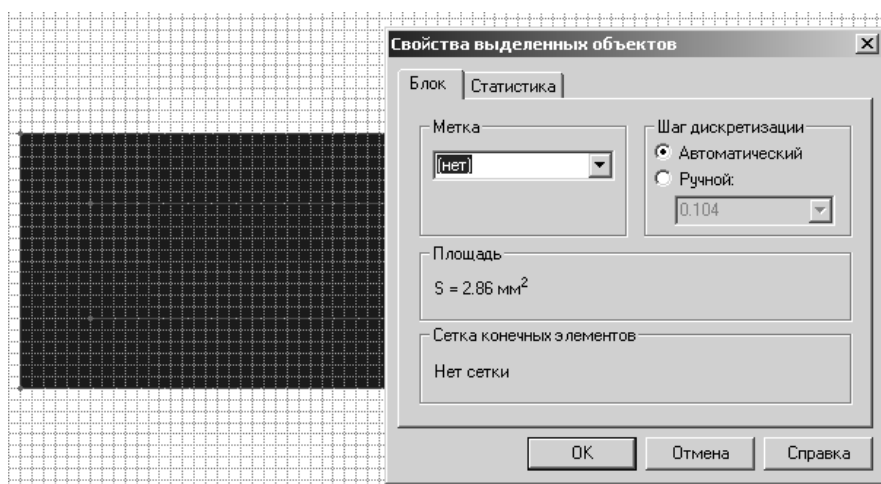 Свойства выделенных объектов
Блок
Статистика
Метка
(нет)
Шаг дискретизации
Автоматический
Ручной:
0.104
Площадь
S = 2.86 мм²
Сетка конечных элементов
Нет сетки
OK
Отмена
Справка